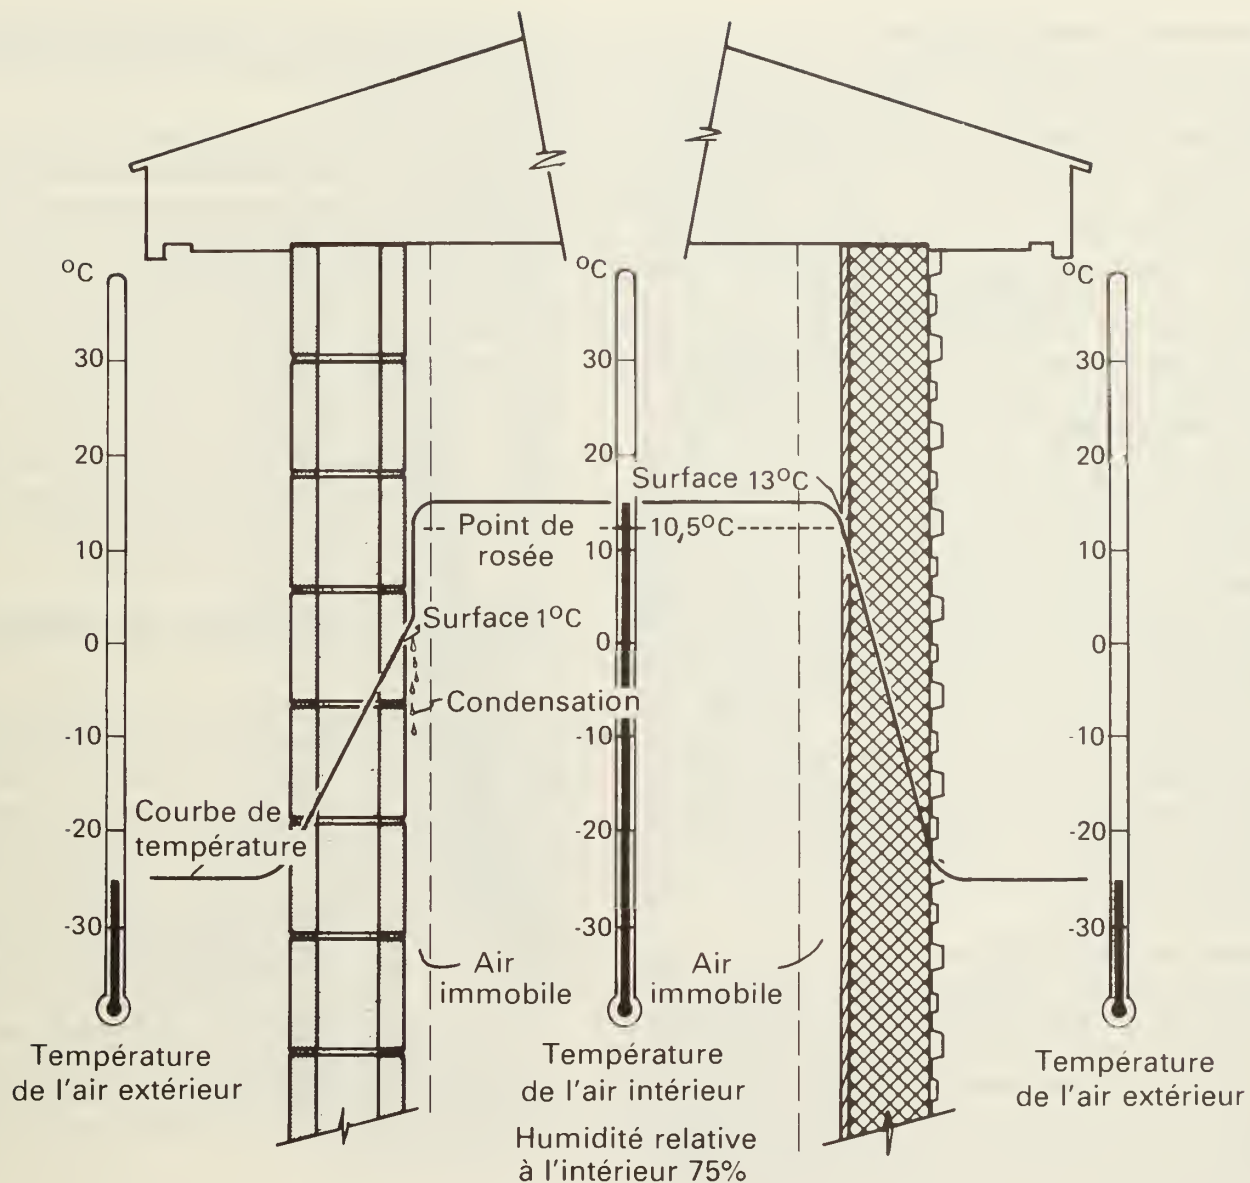 °C
30
20
10
0
-10
-20
-30
Température
de l'air extérieur
Courbe de
température
Point de
rosée
Surface 1°C
Condensation
Air
immobile
°C
30
20
10
0
-10
-20
-30
Température
de l'air intérieur
Humidité relative
à l'intérieur 75%
Surface 13°C
10,5°C
Air
immobile
°C
30
20
10
0
-10
-20
-30
Température
de l'air extérieur